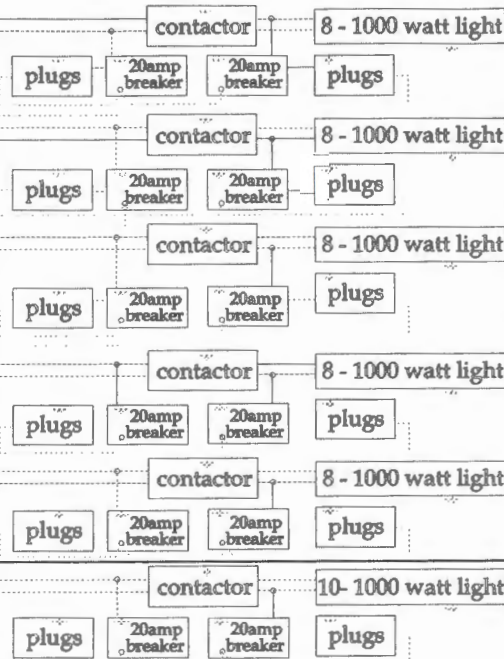 contactor 8 - 1000 watt light
plugs 20amp breaker 20amp breaker plugs
contactor 8 - 1000 watt light
plugs 20amp breaker 20amp breaker plugs
contactor 8 - 1000 watt light
plugs 20amp breaker 20amp breaker plugs
contactor 8 - 1000 watt light
plugs 20amp breaker 20amp breaker plugs
contactor 8 - 1000 watt light
plugs 20amp breaker 20amp breaker plugs
contactor 10- 1000 watt light
plugs 20amp breaker 20amp breaker plugs